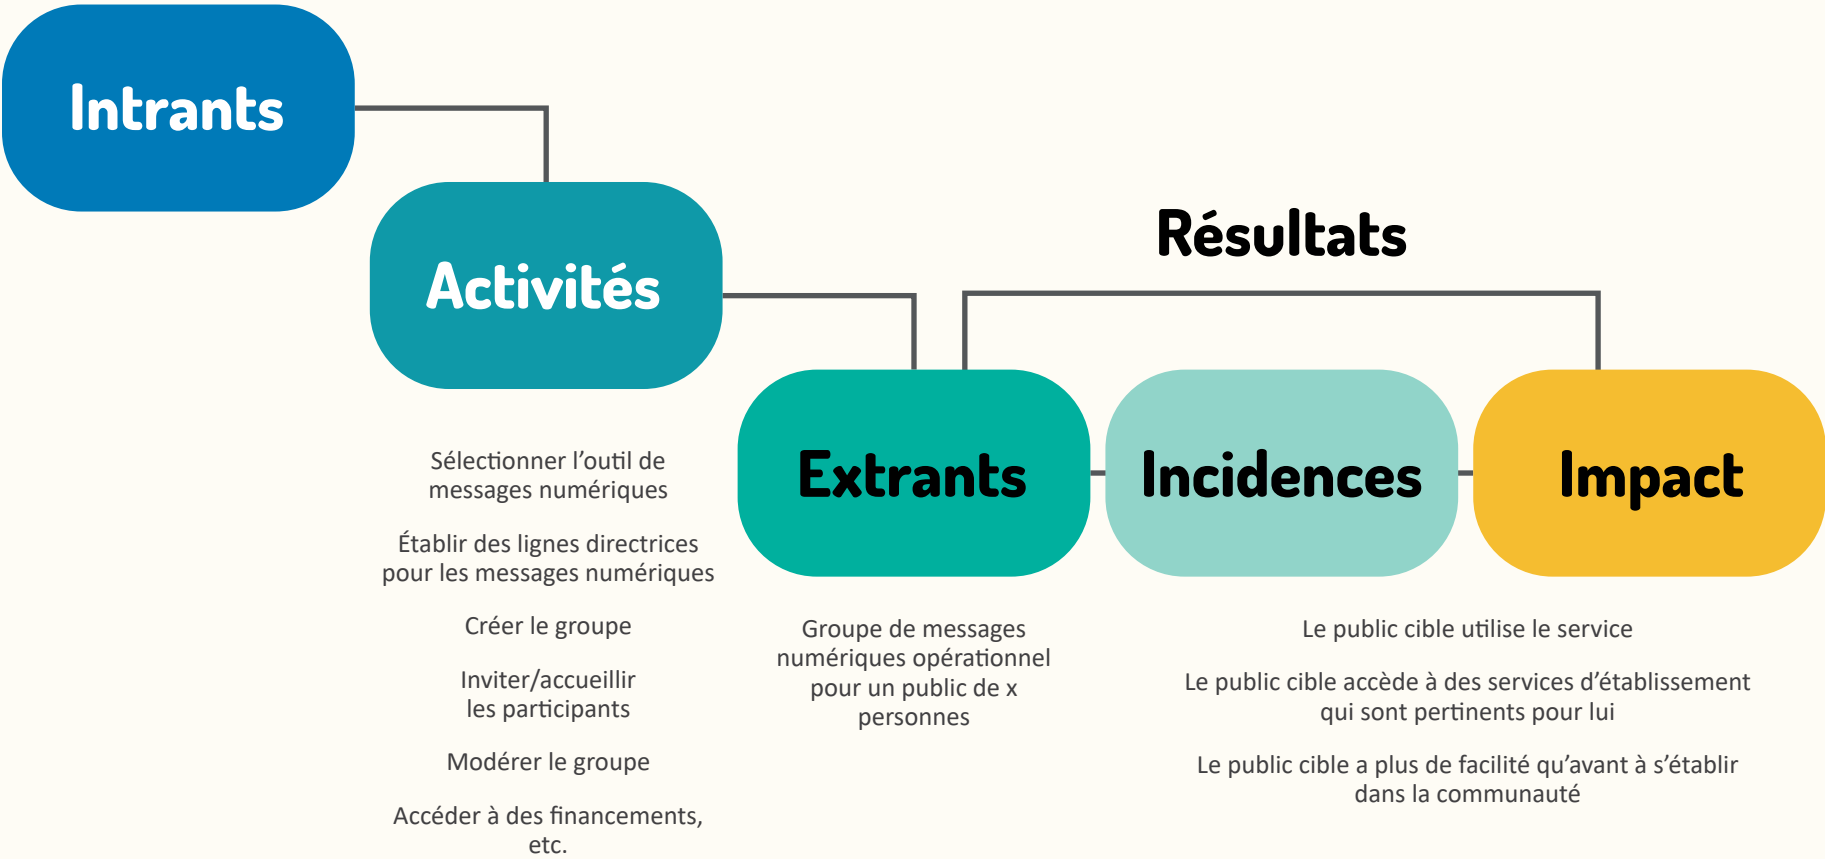 Intrants
Activités
Résultats
Extrants
Incidences
Impact
Sélectionner l’outil de
messages numériques
Établir des lignes directrices
pour les messages numériques
Créer le groupe
Inviter/accueillir
les participants
Modérer le groupe
Accéder à des financements,
etc.
Groupe de messages
numériques opérationnel
pour un public de x
personnes
Le public cible utilise le service
Le public cible accède à des services d’établissement
qui sont pertinents pour lui
Le public cible a plus de facilité qu’avant à s’établir
dans la communauté